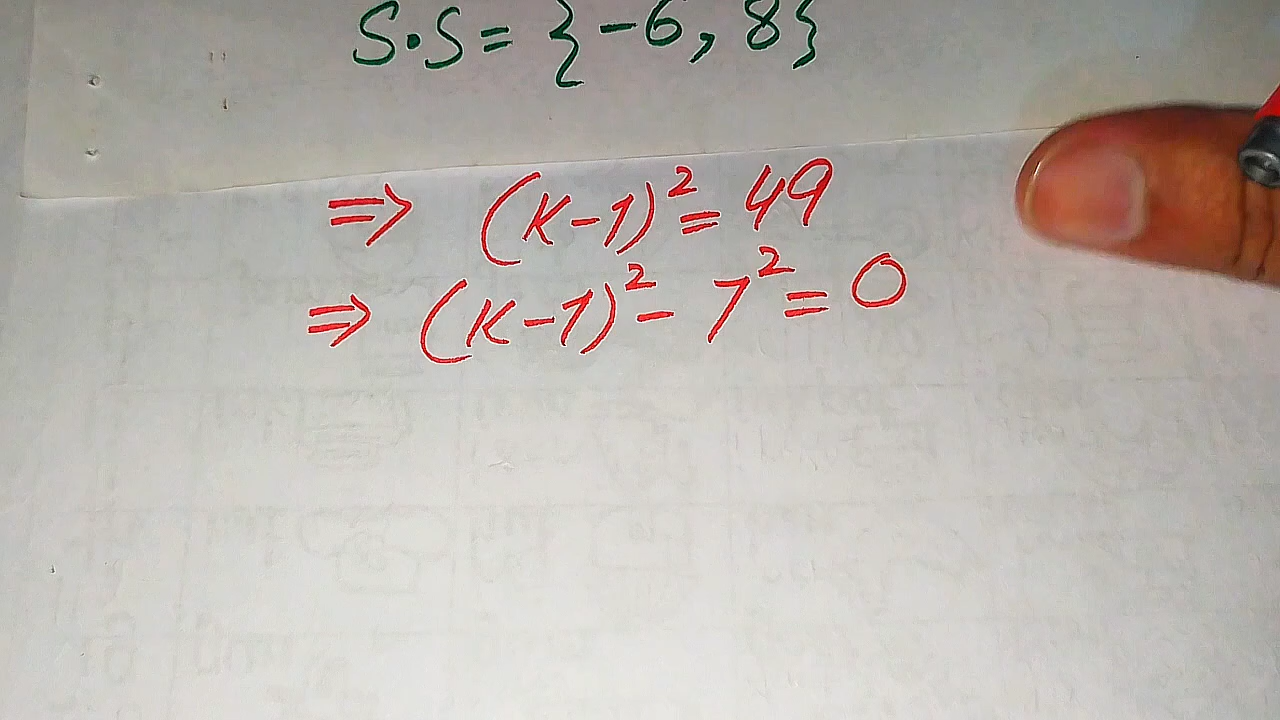 S.S = {-6, 8}
⇒ (K-1)² = 49
⇒ (K-1)² - 7² = 0